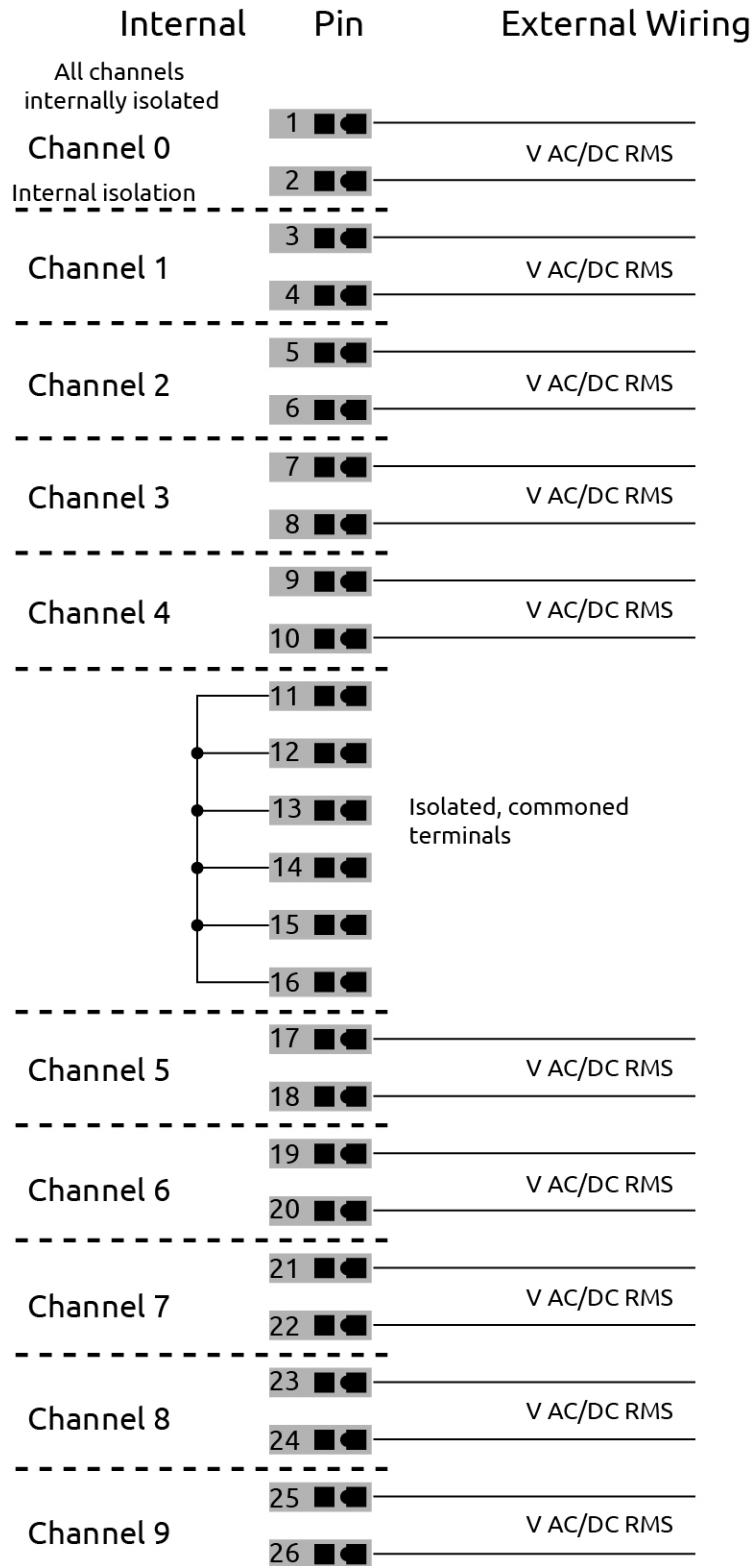 Internal Pin External Wiring
All channels
internally isolated
1
Channel 0 V AC/DC RMS
2
Internal isolation
3
Channel 1 V AC/DC RMS
4
5
Channel 2 V AC/DC RMS
6
7
Channel 3 V AC/DC RMS
8
9
Channel 4 V AC/DC RMS
10
11
12
13 Isolated, commoned
terminals
14
15
16
17
Channel 5 V AC/DC RMS
18
19
Channel 6 V AC/DC RMS
20
21
Channel 7 V AC/DC RMS
22
23
Channel 8 V AC/DC RMS
24
25
Channel 9 V AC/DC RMS
26